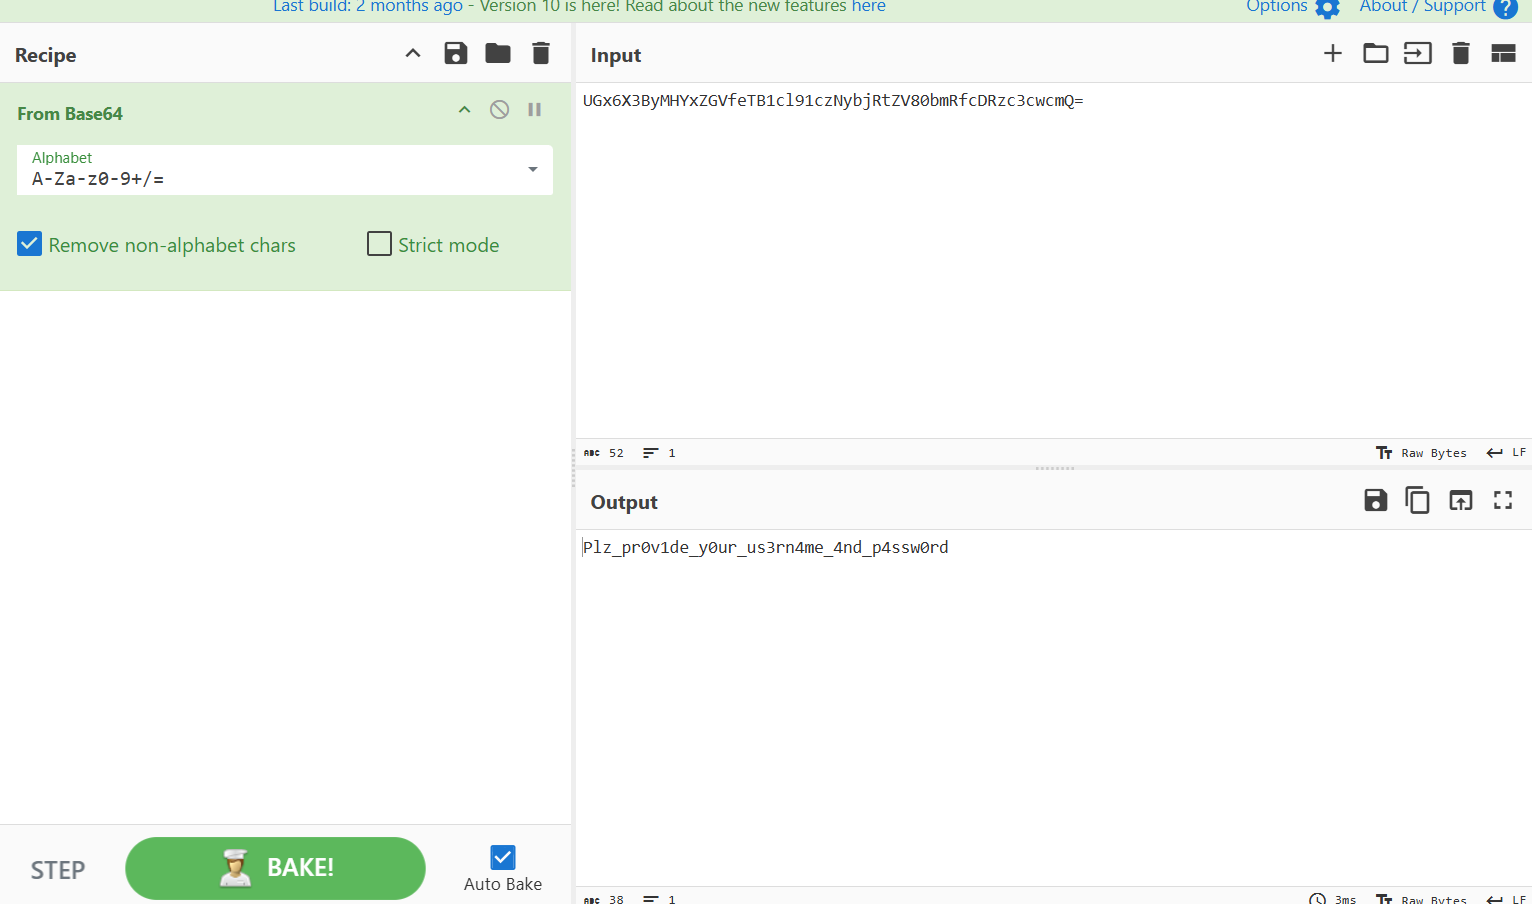 Last build: 2 months ago - Version 10 is here! Read about the new features here
Options
About / Support
?
Recipe
From Base64
Alphabet
A-Za-z0-9+/=
Remove non-alphabet chars
Strict mode
STEP
BAKE!
Auto Bake
Input
UGx6X3ByMHYxZGVfeTB1cl91czNybjRtZV80bmRfcDRzc3cwcmQ=
ABC 52
1
Tт Raw Bytes
LF
Output
Plz_pr0v1de_y0ur_us3rn4me_4nd_p4ssw0rd
ABC 38
1
3ms
Tт Raw Bytes
LF